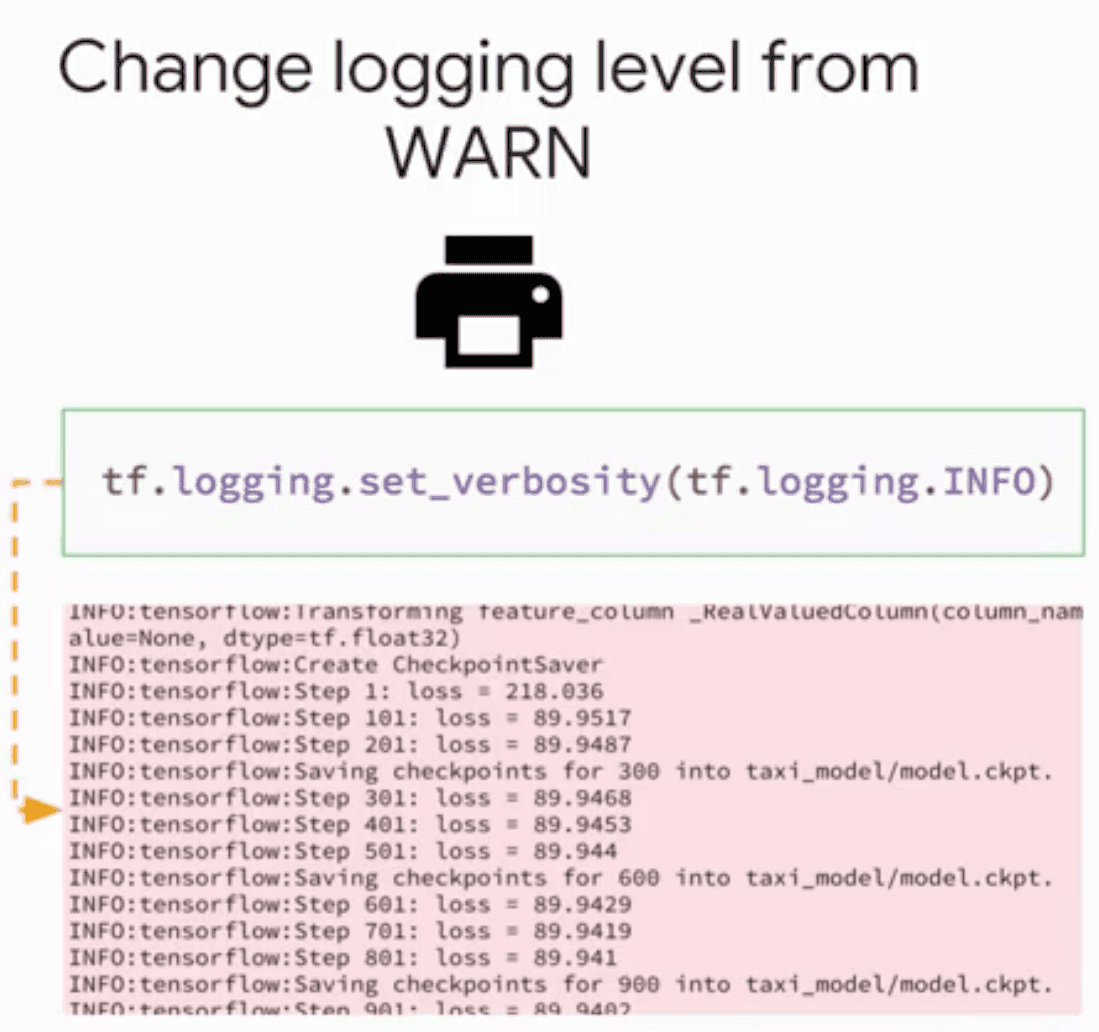 Change logging level from
WARN
tf.logging.set_verbosity(tf.logging.INFO)
INFO:tensorflow:Transforming feature_column _RealValuedColumn(column_nam
alue=None, dtype=tf.float32)
INFO:tensorflow:Create CheckpointSaver
INFO:tensorflow:Step 1: loss = 218.036
INFO:tensorflow:Step 101: loss = 89.9517
INFO:tensorflow:Step 201: loss = 89.9487
INFO:tensorflow:Saving checkpoints for 300 into taxi_model/model.ckpt.
INFO:tensorflow:Step 301: loss = 89.9468
INFO:tensorflow:Step 401: loss = 89.9453
INFO:tensorflow:Step 501: loss = 89.944
INFO:tensorflow:Saving checkpoints for 600 into taxi_model/model.ckpt.
INFO:tensorflow:Step 601: loss = 89.9429
INFO:tensorflow:Step 701: loss = 89.9419
INFO:tensorflow:Step 801: loss = 89.941
INFO:tensorflow:Saving checkpoints for 900 into taxi_model/model.ckpt.
INFO:tensorflow:Step 901: loss = 89.9402